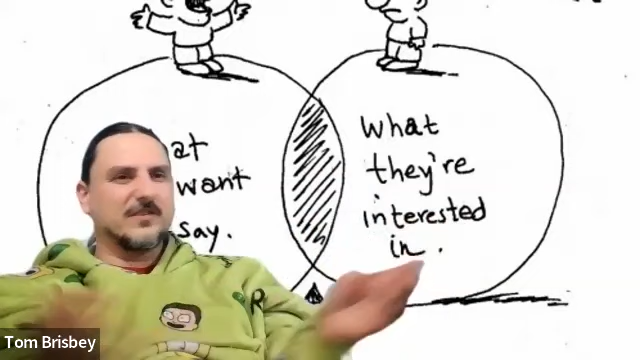 at
want
say.
what
they're
interested
in.
Tom Brisbey